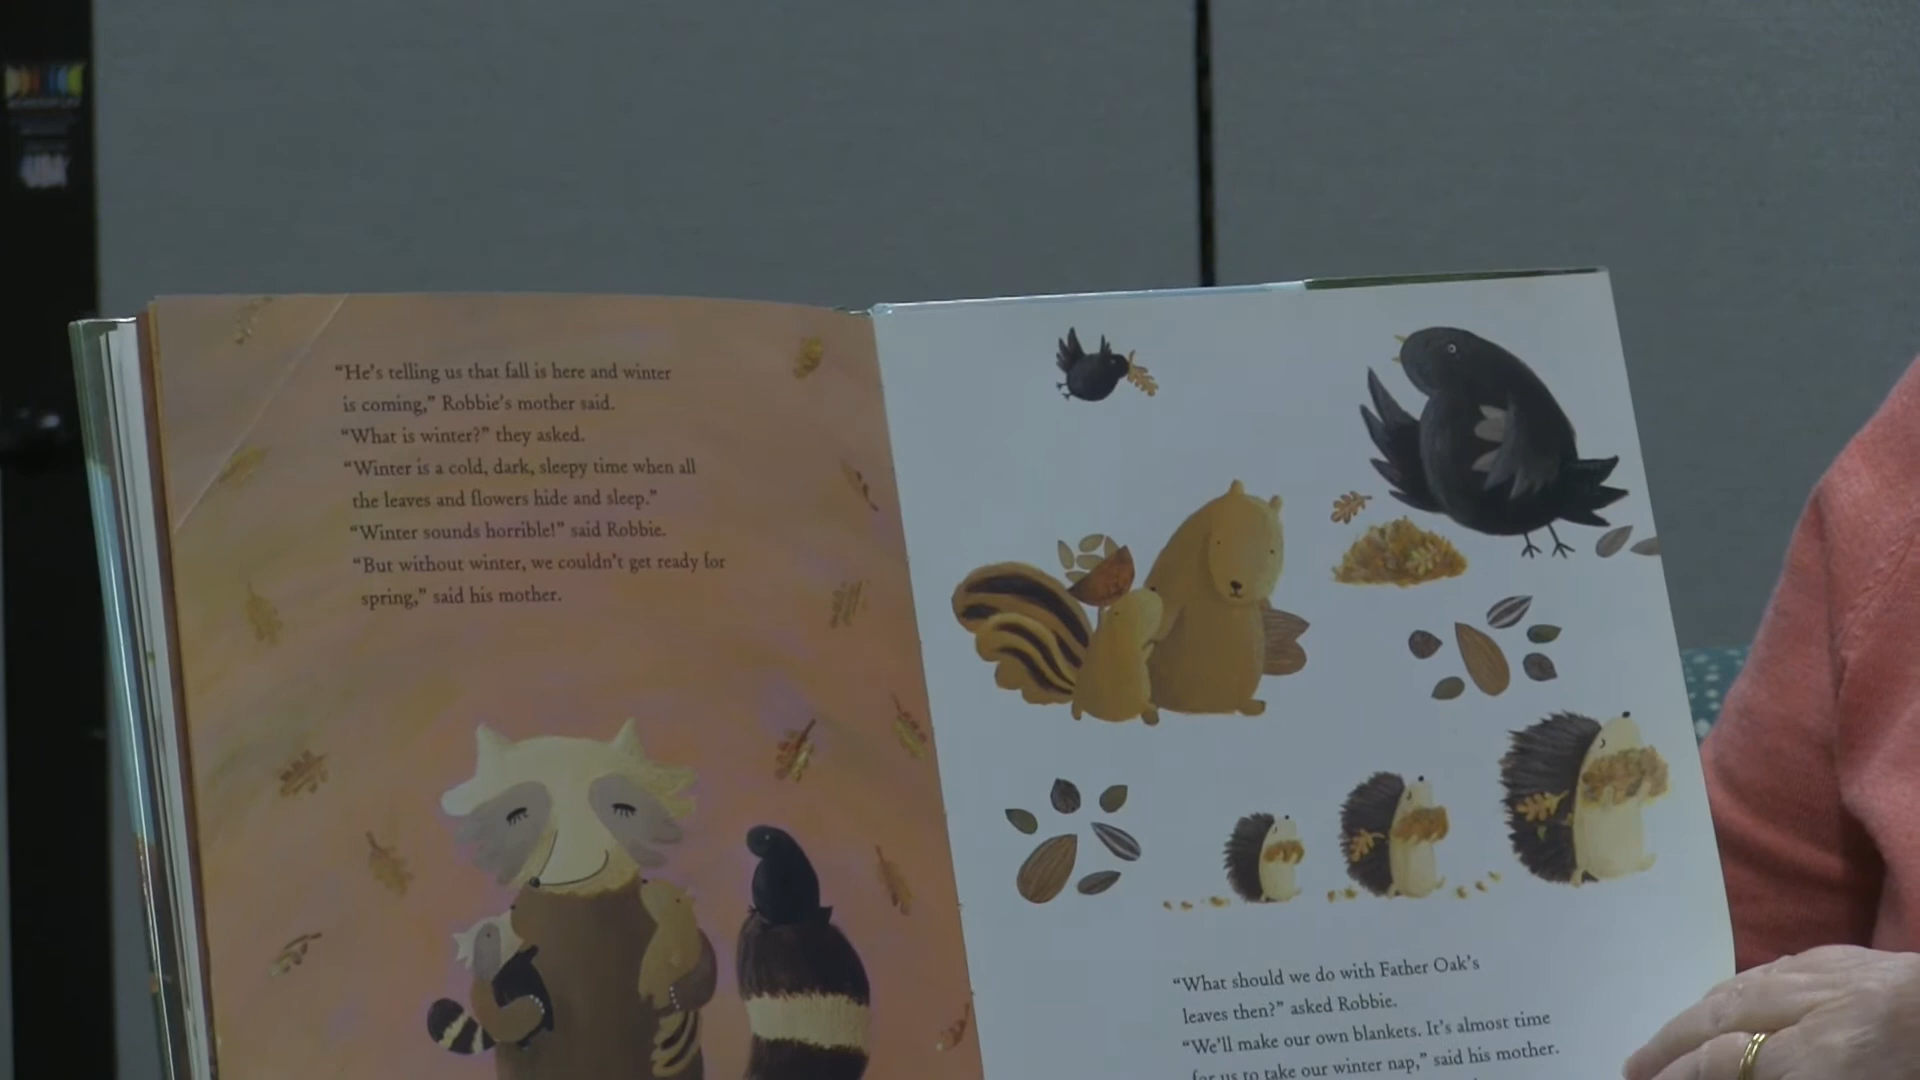 “He’s telling us that fall is here and winter
is coming,” Robbie’s mother said.
“What is winter?” they asked.
“Winter is a cold, dark, sleepy time when all
the leaves and flowers hide and sleep.”
“Winter sounds horrible!” said Robbie.
“But without winter, we couldn’t get ready for
spring,” said his mother.
“What should we do with Father Oak’s
leaves then?” asked Robbie.
“We’ll make our own blankets. It’s almost time
for us to take our winter nap,” said his mother.